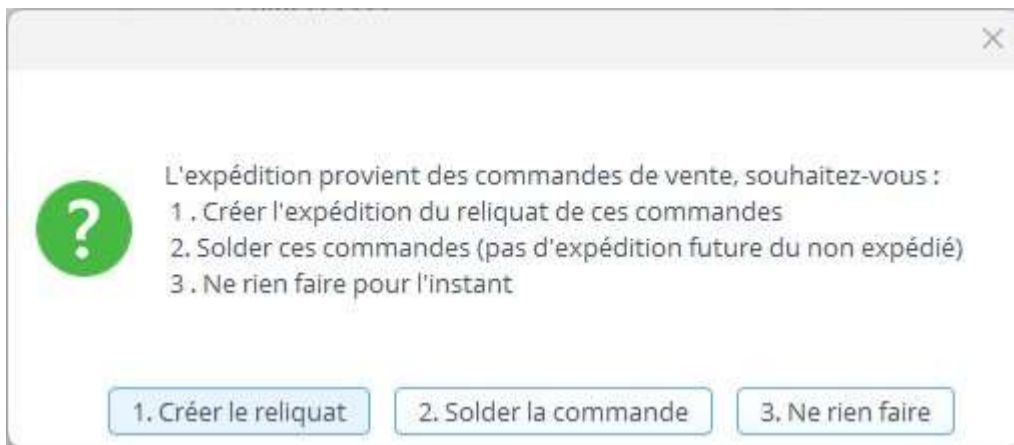 L'expédition provient des commandes de vente, souhaitez-vous :
1. Créer l'expédition du reliquat de ces commandes
2. Solder ces commandes (pas d'expédition future du non expédié)
3. Ne rien faire pour l'instant
1. Créer le reliquat 2. Solder la commande 3. Ne rien faire